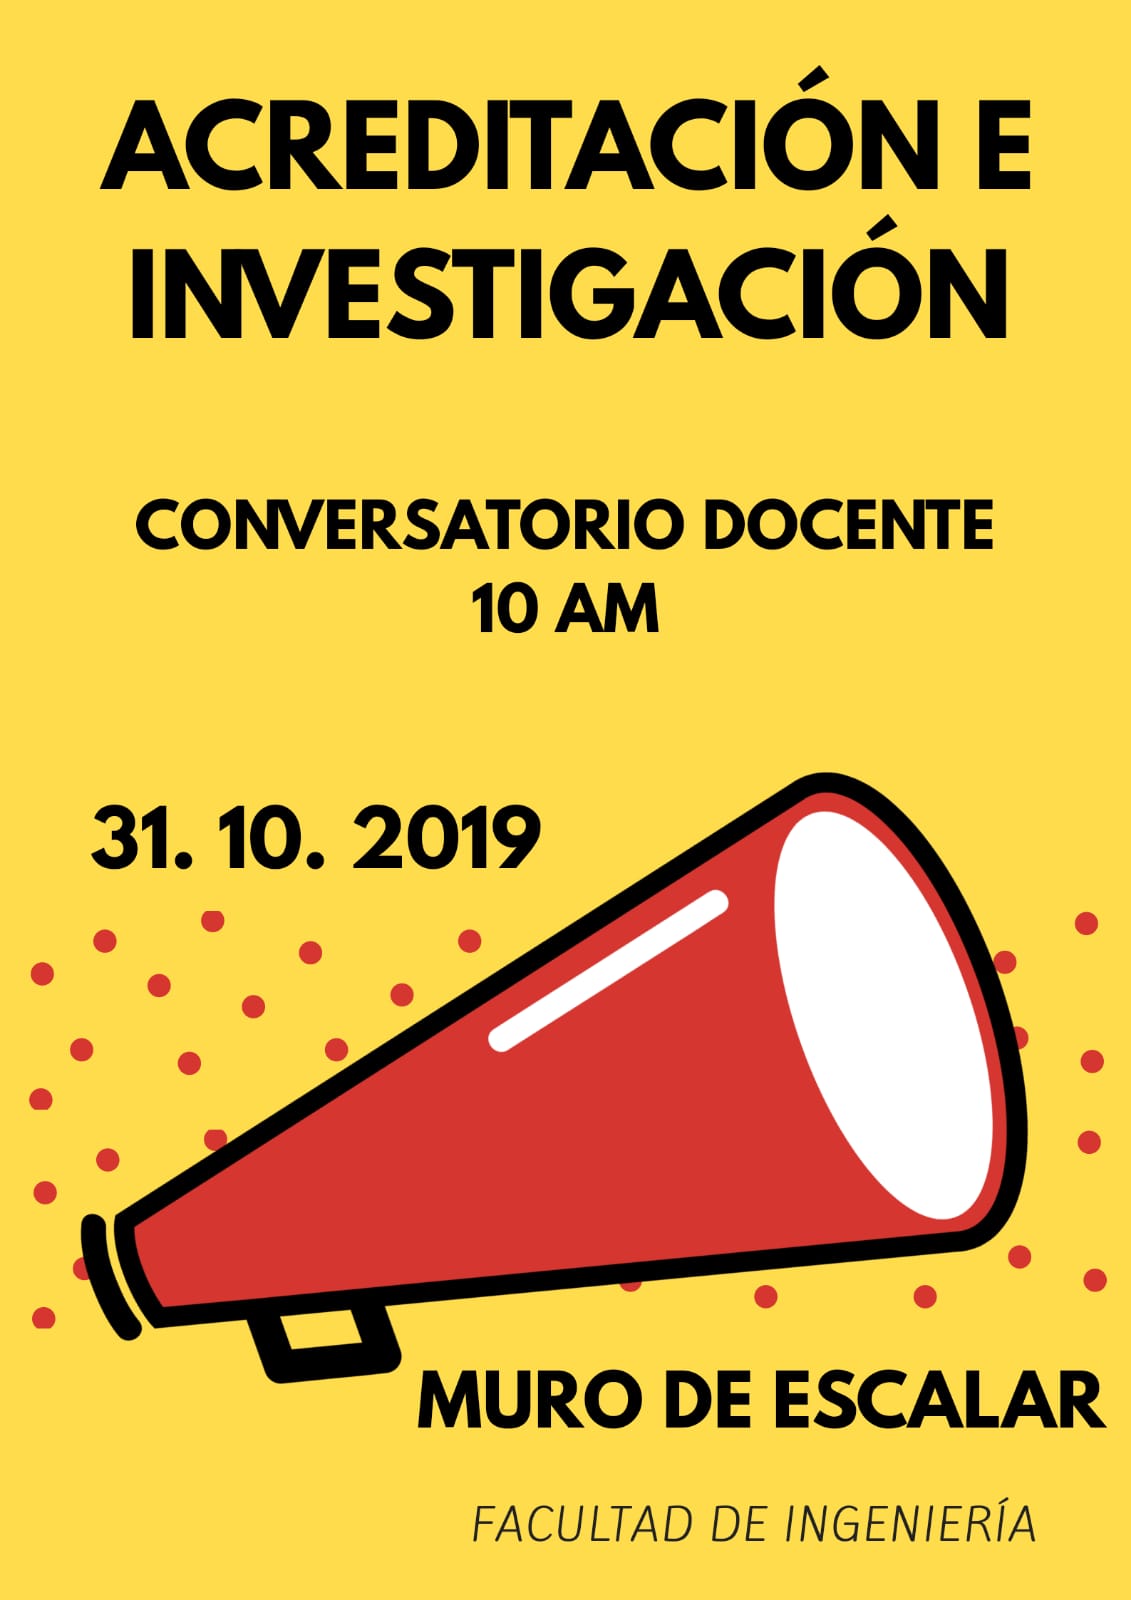 ACREDITACIÓN E
INVESTIGACIÓN
CONVERSATORIO DOCENTE
10 AM
31. 10. 2019
MURO DE ESCALAR
FACULTAD DE INGENIERÍA